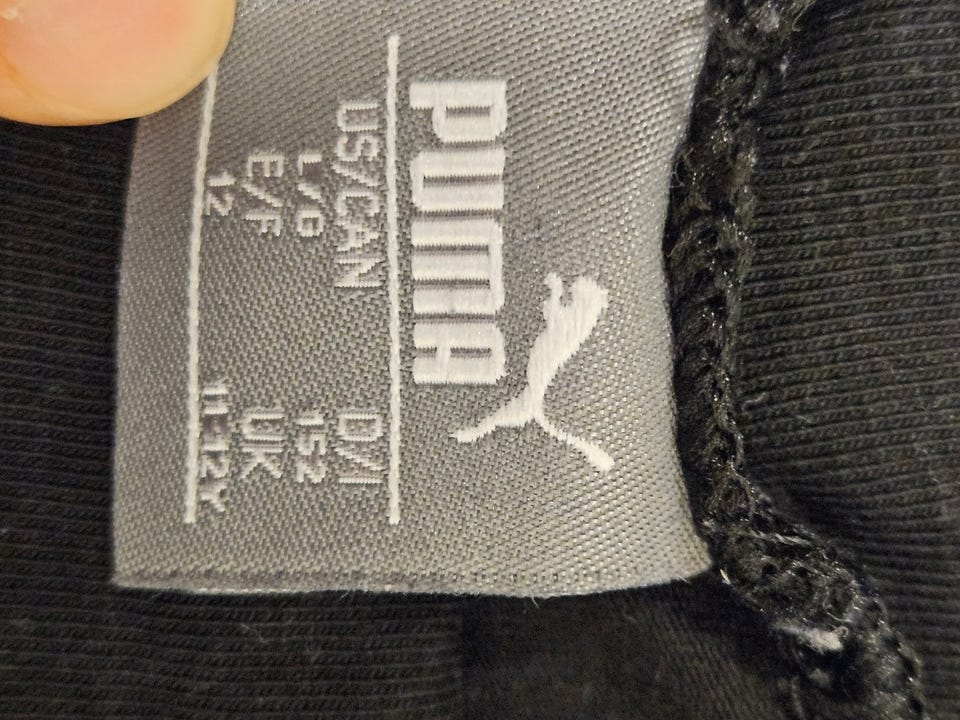 PUMA
US/CAN D/I
L/G 152
E/F UK
12 11-12Y